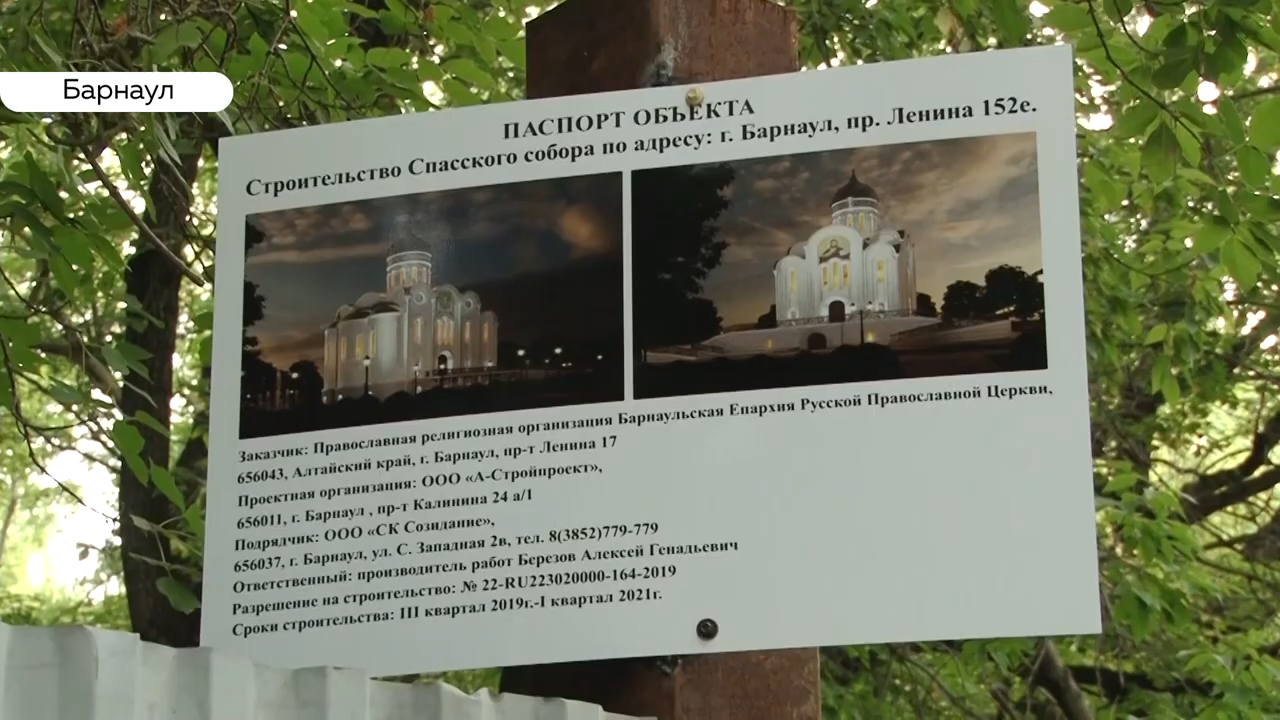 Барнаул
ПАСПОРТ ОБЪЕКТА
Строительство Спасского собора по адресу: г. Барнаул, пр. Ленина 152е.
Заказчик: Православная религиозная организация Барнаульская Епархия Русской Православной Церкви,
656043, Алтайский край, г. Барнаул, пр-т Ленина 17
Проектная организация: ООО «А-Стройпроект»,
656011, г. Барнаул , пр-т Калинина 24 а/1
Подрядчик: ООО «СК Созидание»,
656037, г. Барнаул, ул. С. Западная 2в, тел. 8(3852)779-779
Ответственный: производитель работ Березов Алексей Генадьевич
Разрешение на строительство: № 22-RU223020000-164-2019
Сроки строительства: III квартал 2019г.-I квартал 2021г.